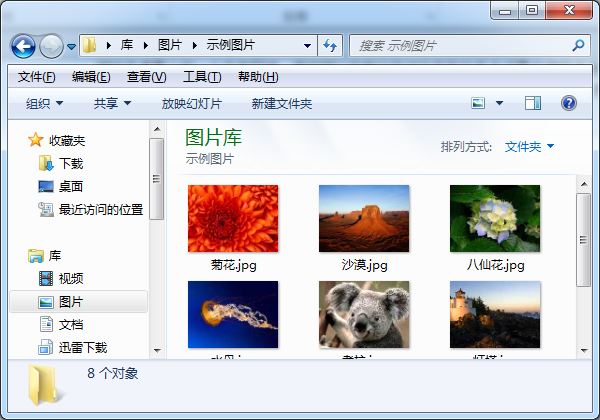 库 图片 示例图片
搜索 示例图片
文件(F) 编辑(E) 查看(V) 工具(T) 帮助(H)
组织 共享 放映幻灯片 新建文件夹
收藏夹
下载
桌面
最近访问的位置
库
视频
图片
文档
迅雷下载
图片库
示例图片
排列方式: 文件夹
菊花.jpg 沙漠.jpg 八仙花.jpg
8 个对象